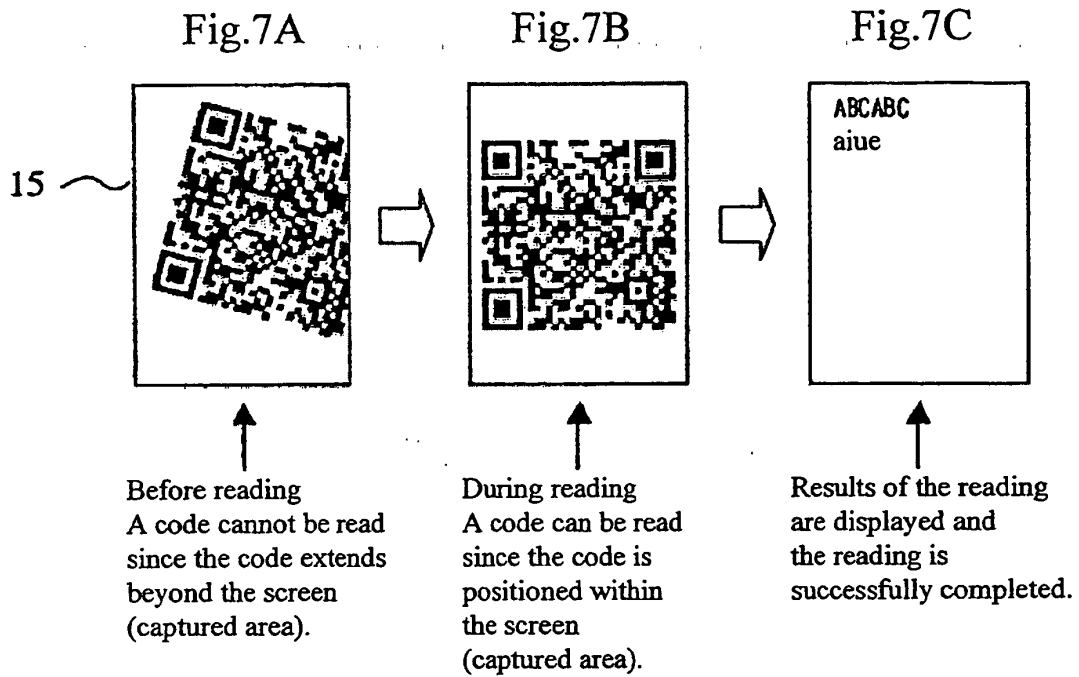 Fig.7A
Fig.7B
Fig.7C
15
ABCABC
aiue
Before reading
A code cannot be read
since the code extends
beyond the screen
(captured area).
During reading
A code can be read
since the code is
positioned within
the screen
(captured area).
Results of the reading
are displayed and
the reading is
successfully completed.